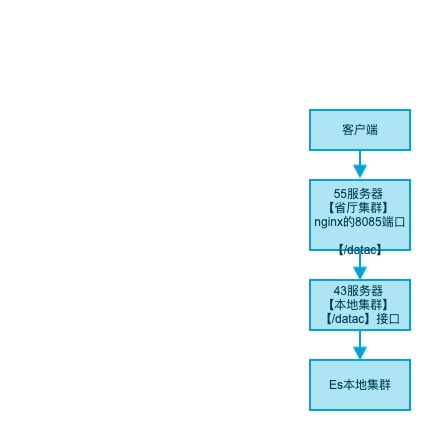 客户端
55服务器
【省厅集群】
nginx的8085端口
【/datac】
43服务器
【本地集群】
【/datac】接口
Es本地集群